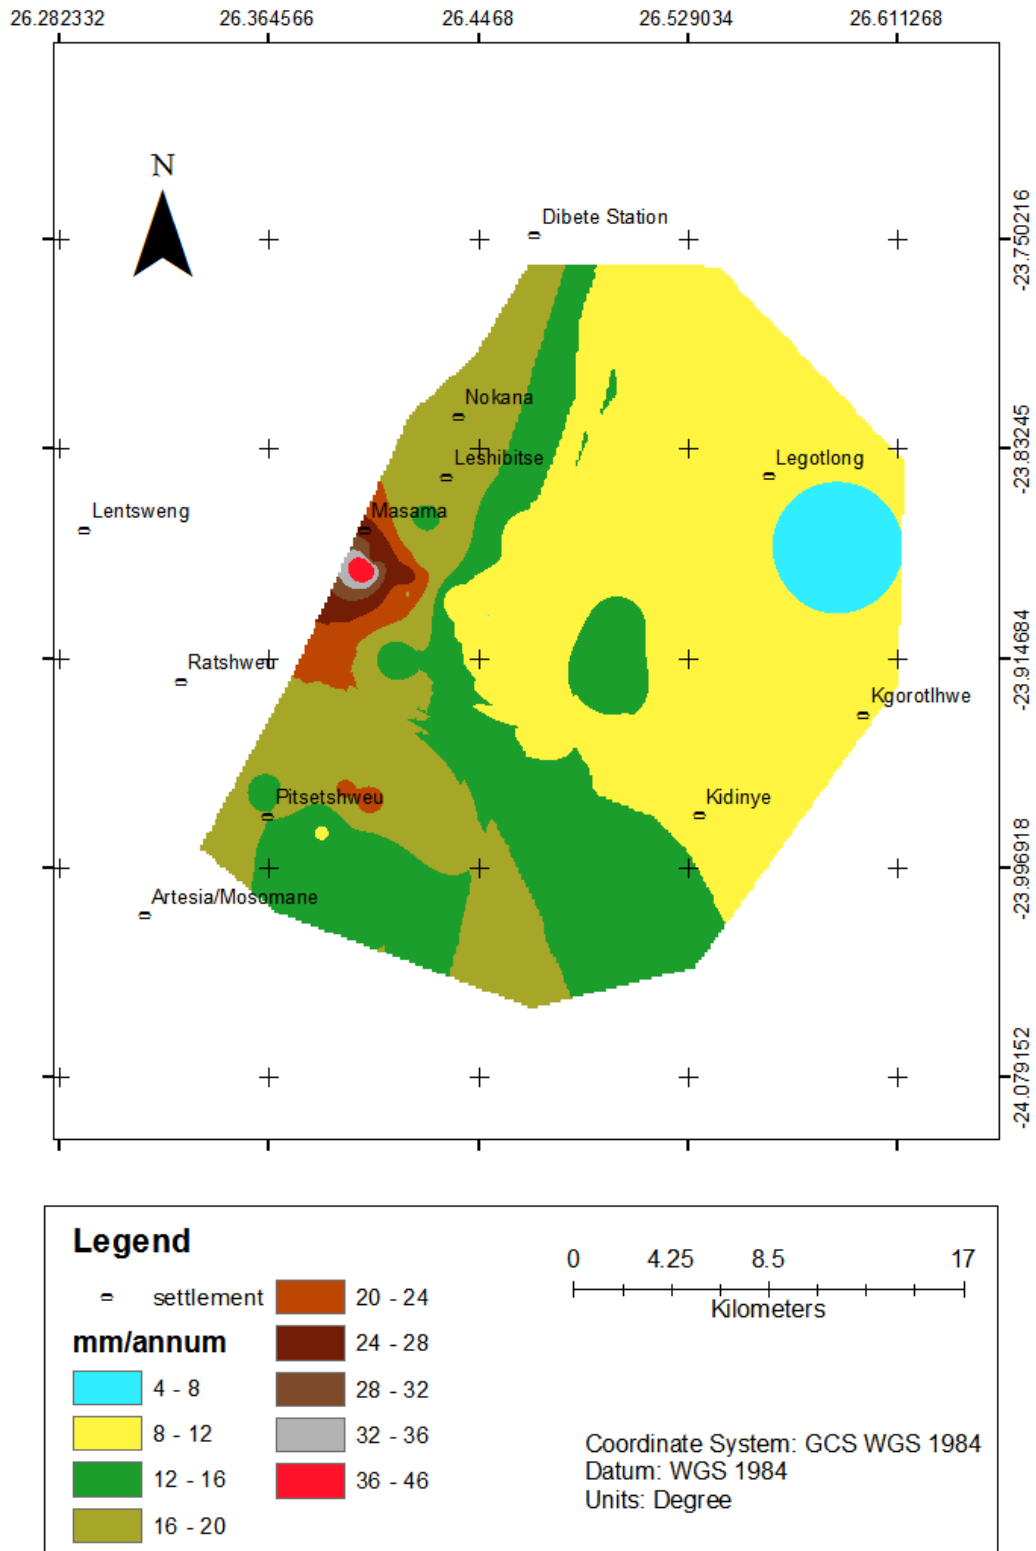 26.282332 26.364566 26.4468 26.529034 26.611268
N
Dibete Station
-23.750216
Nokana
-23.83245
Leshibitse
Legotlong
Lentsweng
Masama
Ratshweu
-23.914684
Kgorotlhwe
Pitsetshweu
Kidinye
-23.996918
Artesia/Mosomane
-24.079152
Legend
settlement
mm/annum
4 - 8
8 - 12
12 - 16
16 - 20
20 - 24
24 - 28
28 - 32
32 - 36
36 - 46
0 4.25 8.5 17
Kilometers
Coordinate System: GCS WGS 1984
Datum: WGS 1984
Units: Degree